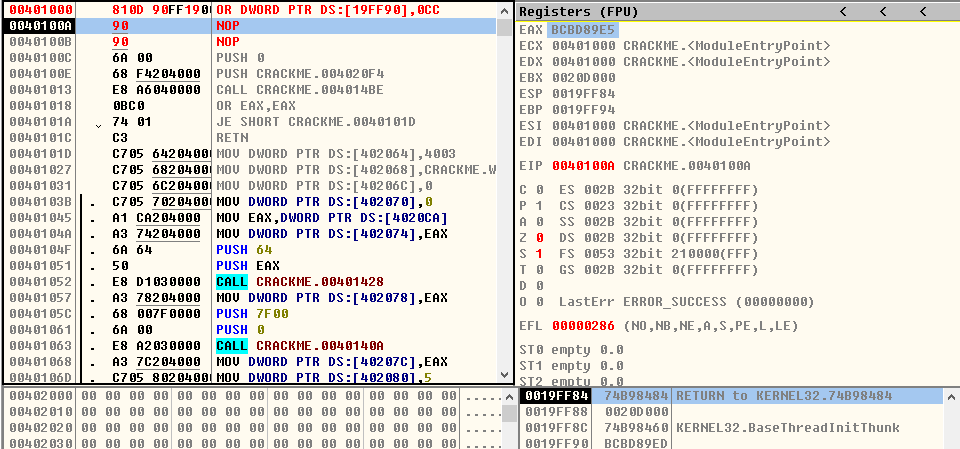 00401000 810D 90FF1900 OR DWORD PTR DS:[19FF90],0CC
0040100A 90 NOP
0040100B 90 NOP
0040100C 6A 00 PUSH 0
0040100E 68 F4204000 PUSH CRACKME.004020F4
00401013 E8 A6040000 CALL CRACKME.004014BE
00401018 0BC0 OR EAX,EAX
0040101A 74 01 JE SHORT CRACKME.0040101D
0040101C C3 RETN
0040101D C705 64204000 MOV DWORD PTR DS:[402064],4003
00401027 C705 68204000 MOV DWORD PTR DS:[402068],CRACKME.W
00401031 C705 6C204000 MOV DWORD PTR DS:[40206C],0
0040103B . C705 70204000 MOV DWORD PTR DS:[402070],0
00401045 . A1 CA204000 MOV EAX,DWORD PTR DS:[4020CA]
0040104A . A3 74204000 MOV DWORD PTR DS:[402074],EAX
0040104F . 6A 64 PUSH 64
00401051 . 50 PUSH EAX
00401052 . E8 D1030000 CALL CRACKME.00401428
00401057 . A3 78204000 MOV DWORD PTR DS:[402078],EAX
0040105C . 68 007F0000 PUSH 7F00
00401061 . 6A 00 PUSH 0
00401063 . E8 A2030000 CALL CRACKME.0040140A
00401068 . A3 7C204000 MOV DWORD PTR DS:[40207C],EAX
0040106D . C705 80204000 MOV DWORD PTR DS:[402080],5
Registers (FPU) < < <
EAX BCBD89E5
ECX 00401000 CRACKME.<ModuleEntryPoint>
EDX 00401000 CRACKME.<ModuleEntryPoint>
EBX 0020D000
ESP 0019FF84
EBP 0019FF94
ESI 00401000 CRACKME.<ModuleEntryPoint>
EDI 00401000 CRACKME.<ModuleEntryPoint>
EIP 0040100A CRACKME.0040100A
C 0 ES 002B 32bit 0(FFFFFFFF)
P 1 CS 0023 32bit 0(FFFFFFFF)
A 0 SS 002B 32bit 0(FFFFFFFF)
Z 0 DS 002B 32bit 0(FFFFFFFF)
S 1 FS 0053 32bit 210000(FFF)
T 0 GS 002B 32bit 0(FFFFFFFF)
D 0
O 0 LastErr ERROR_SUCCESS (00000000)
EFL 00000286 (NO,NB,NE,A,S,PE,L,LE)
ST0 empty 0.0
ST1 empty 0.0
ST2 empty 0.0
00402000 00 00 00 00 00 00 00 00 00 00 00 00 00 00 00 00 .....
00402010 00 00 00 00 00 00 00 00 00 00 00 00 00 00 00 00 .....
00402020 00 00 00 00 00 00 00 00 00 00 00 00 00 00 00 00 .....
00402030 00 00 00 00 00 00 00 00 00 00 00 00 00 00 00 00 .....
0019FF84 74B98484 RETURN to KERNEL32.74B98484
0019FF88 0020D000
0019FF8C 74B98460 KERNEL32.BaseThreadInitThunk
0019FF90 BCBD89ED